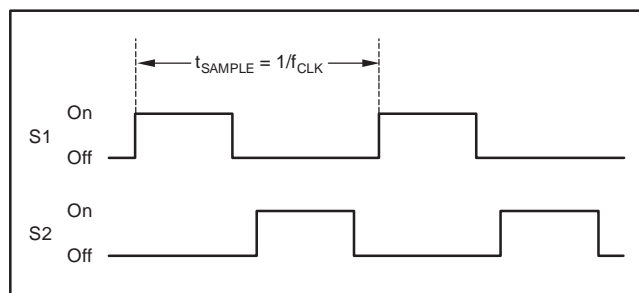 t_SAMPLE = 1/f_CLK
On
S1
Off
On
S2
Off